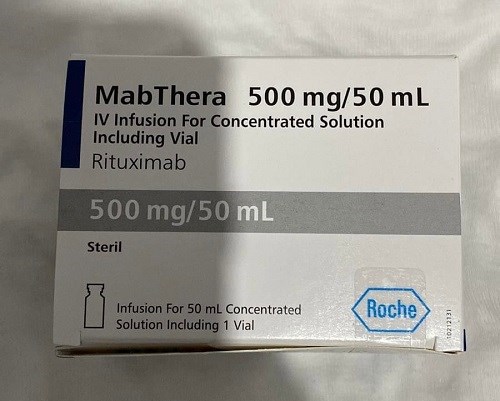 MabThera 500 mg/50 mL
IV Infusion For Concentrated Solution
Including Vial
Rituximab
500 mg/50 mL
Steril
Infusion For 50 mL Concentrated
Solution Including 1 Vial
Roche
10212131